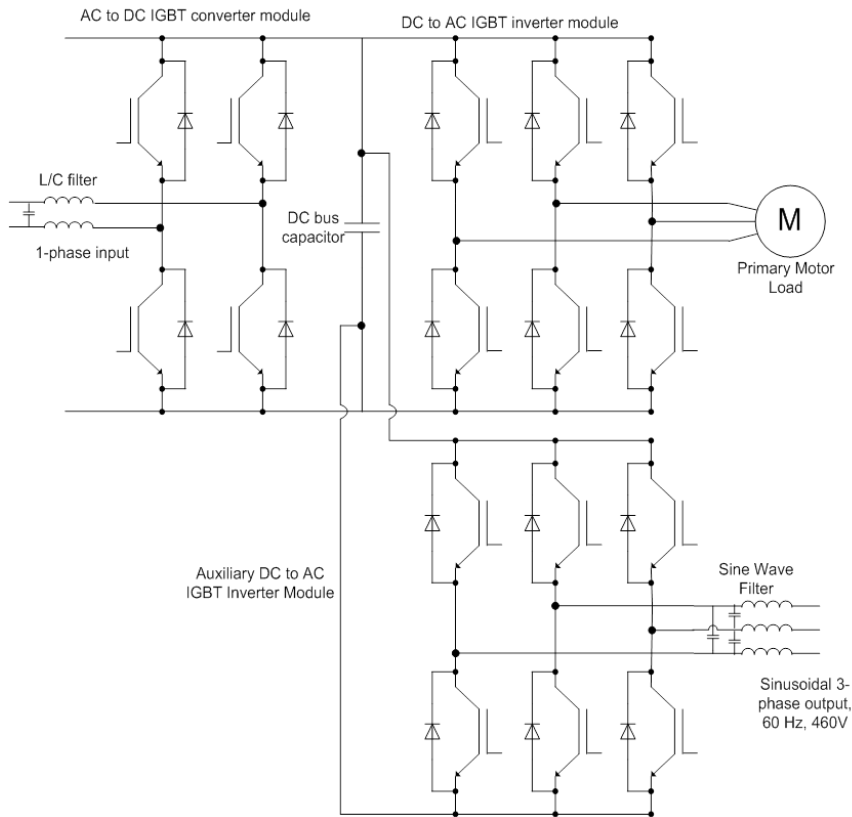 AC to DC IGBT converter module
DC to AC IGBT inverter module
L/C filter
1-phase input
DC bus
capacitor
M
Primary Motor
Load
Auxiliary DC to AC
IGBT Inverter Module
Sine Wave
Filter
Sinusoidal 3-
phase output,
60 Hz, 460V